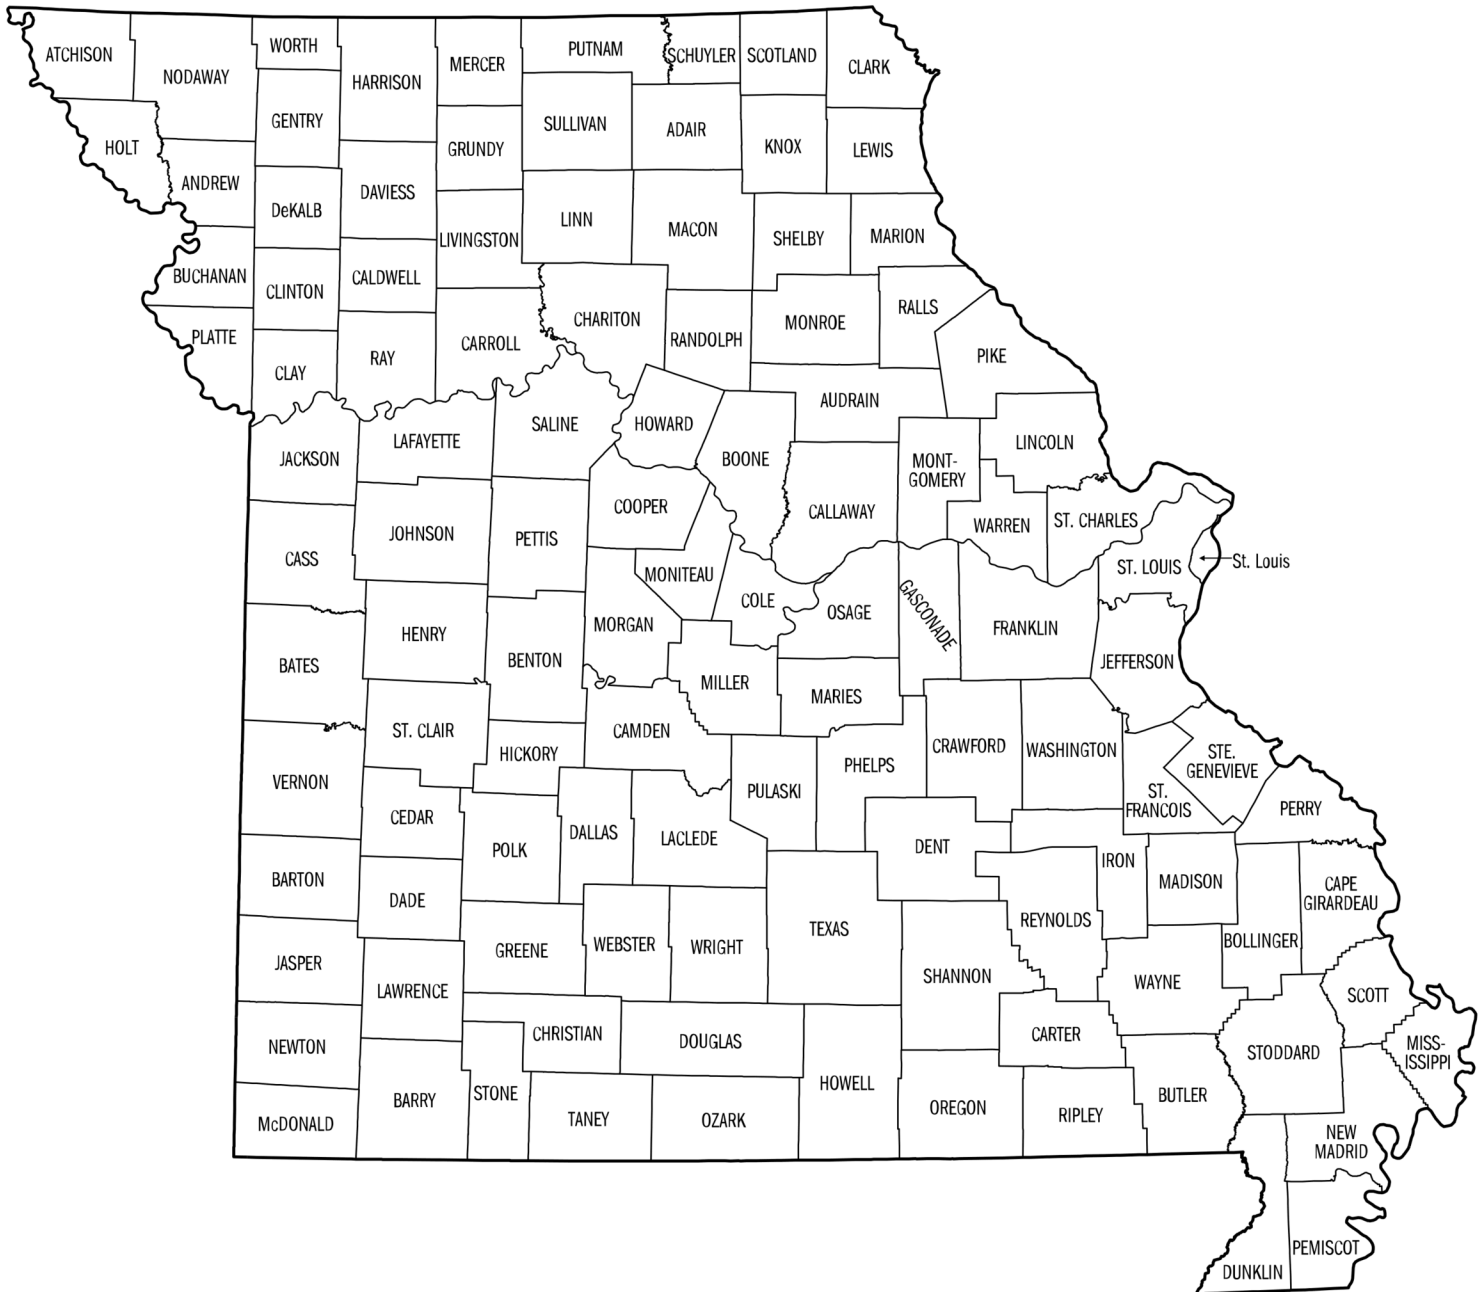 ATCHISON
NODAWAY
WORTH
HARRISON
MERCER
PUTNAM
SCHUYLER
SCOTLAND
CLARK
HOLT
GENTRY
GRUNDY
SULLIVAN
ADAIR
KNOX
LEWIS
ANDREW
DeKALB
DAVIESS
LIVINGSTON
LINN
MACON
SHELBY
MARION
BUCHANAN
CLINTON
CALDWELL
CHARITON
RANDOLPH
MONROE
RALLS
PLATTE
CLAY
RAY
CARROLL
PIKE
AUDRAIN
JACKSON
LAFAYETTE
SALINE
HOWARD
BOONE
MONT-
GOMERY
LINCOLN
COOPER
CALLAWAY
WARREN
ST. CHARLES
CASS
JOHNSON
PETTIS
MONITEAU
COLE
OSAGE
GASCONADE
FRANKLIN
ST. LOUIS
St. Louis
BATES
HENRY
BENTON
MORGAN
MILLER
MARIES
JEFFERSON
ST. CLAIR
HICKORY
CAMDEN
PULASKI
PHELPS
CRAWFORD
WASHINGTON
ST.
FRANCOIS
STE.
GENEVIEVE
PERRY
VERNON
CEDAR
POLK
DALLAS
LACLEDE
DENT
IRON
MADISON
CAPE
GIRARDEAU
BARTON
DADE
GREENE
WEBSTER
WRIGHT
TEXAS
REYNOLDS
BOLLINGER
JASPER
LAWRENCE
SHANNON
WAYNE
SCOTT
NEWTON
CHRISTIAN
DOUGLAS
HOWELL
CARTER
STODDARD
MISS-
ISSIPPI
McDONALD
BARRY
STONE
TANEY
OZARK
OREGON
RIPLEY
BUTLER
NEW
MADRID
DUNKLIN
PEMISCOT